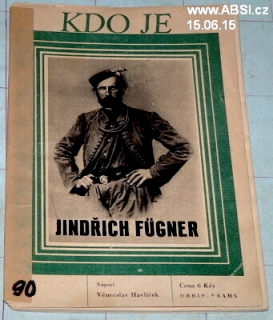 www.ABSI.cz
15.06.15
KDO JE
JINDŘICH FÜGNER
90
Napsal
Věnceslav Havlíček
Cena 6 Kčs
ORBIS - PRAHA